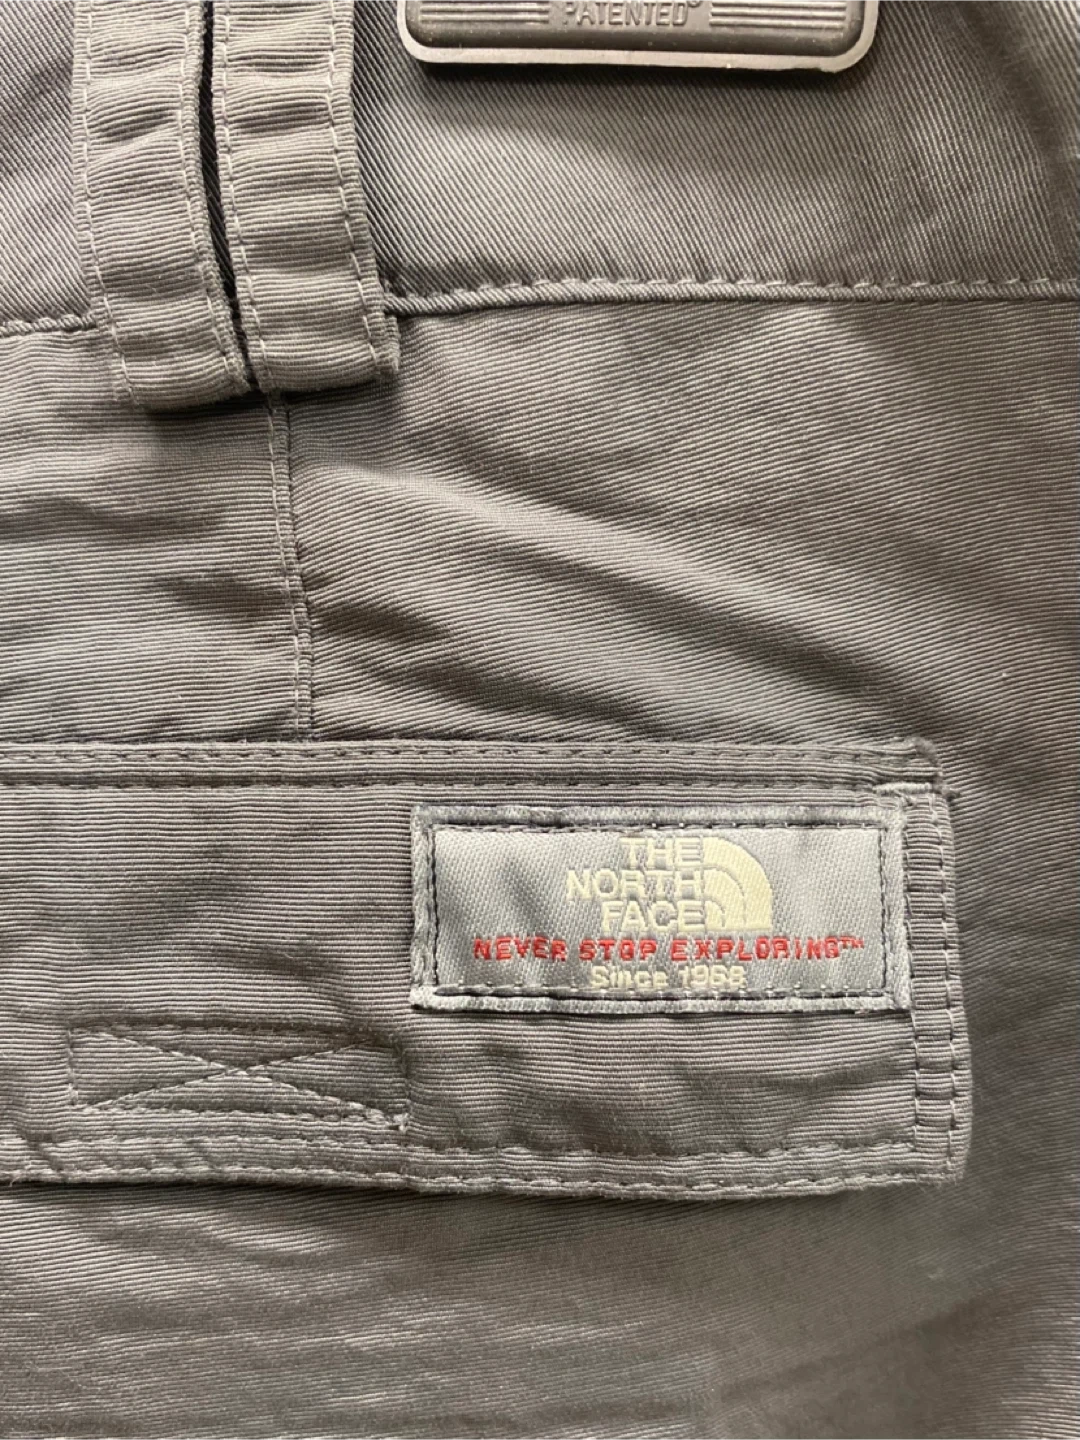 PATENTED®
THE
NORTH
FACE
NEVER STOP EXPLORING™
Since 1968